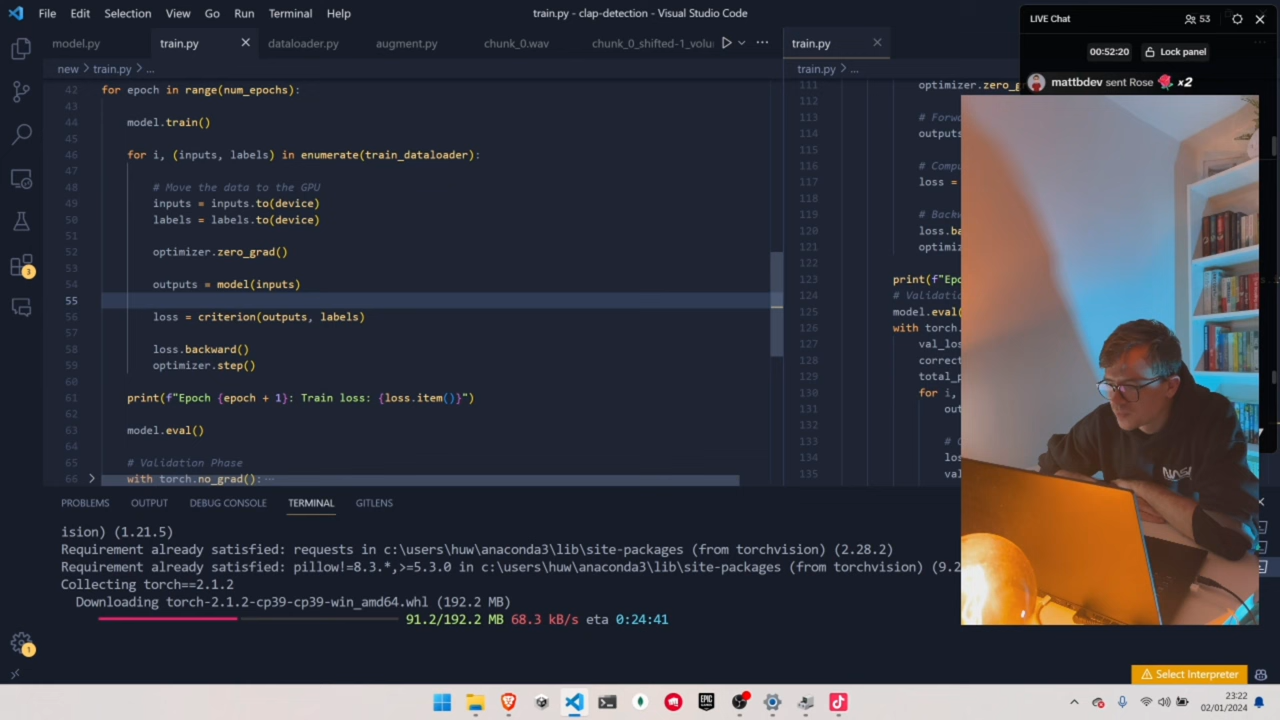 File Edit Selection View Go Run Terminal Help
train.py - clap-detection - Visual Studio Code
LIVE Chat 53
00:52:20 Lock panel
mattbdev sent Rose x2
model.py train.py dataloader.py augment.py chunk_0.wav chunk_0_shifted-1_volu
train.py
new > train.py > ...
train.py > ...
42 for epoch in range(num_epochs):
43
44 model.train()
45
46 for i, (inputs, labels) in enumerate(train_dataloader):
47
48 # Move the data to the GPU
49 inputs = inputs.to(device)
50 labels = labels.to(device)
51
52 optimizer.zero_grad()
53
54 outputs = model(inputs)
55
56 loss = criterion(outputs, labels)
57
58 loss.backward()
59 optimizer.step()
60
61 print(f"Epoch {epoch + 1}: Train loss: {loss.item()}")
62
63 model.eval()
64
65 # Validation Phase
66 with torch.no_grad():
111 optimizer.zero_g
112
113 # Forw
114 outputs
115
116 # Compu
117 loss =
118
119 # Backw
120 loss.ba
121 optimiz
122
123 print(f"Epo
124 # Validatio
125 model.eval(
126 with torch.
127 val_los
128 correct
129 total_p
130 for i,
131 out
132
133 # C
134 los
135 val
PROBLEMS OUTPUT DEBUG CONSOLE TERMINAL GITLENS
ision) (1.21.5)
Requirement already satisfied: requests in c:\users\huw\anaconda3\lib\site-packages (from torchvision) (2.28.2)
Requirement already satisfied: pillow!=8.3.*,>=5.3.0 in c:\users\huw\anaconda3\lib\site-packages (from torchvision) (9.2
Collecting torch==2.1.2
Downloading torch-2.1.2-cp39-cp39-win_amd64.whl (192.2 MB)
91.2/192.2 MB 68.3 kB/s eta 0:24:41
3
1
Select Interpreter
EPIC GAMES
23:22
02/01/2024